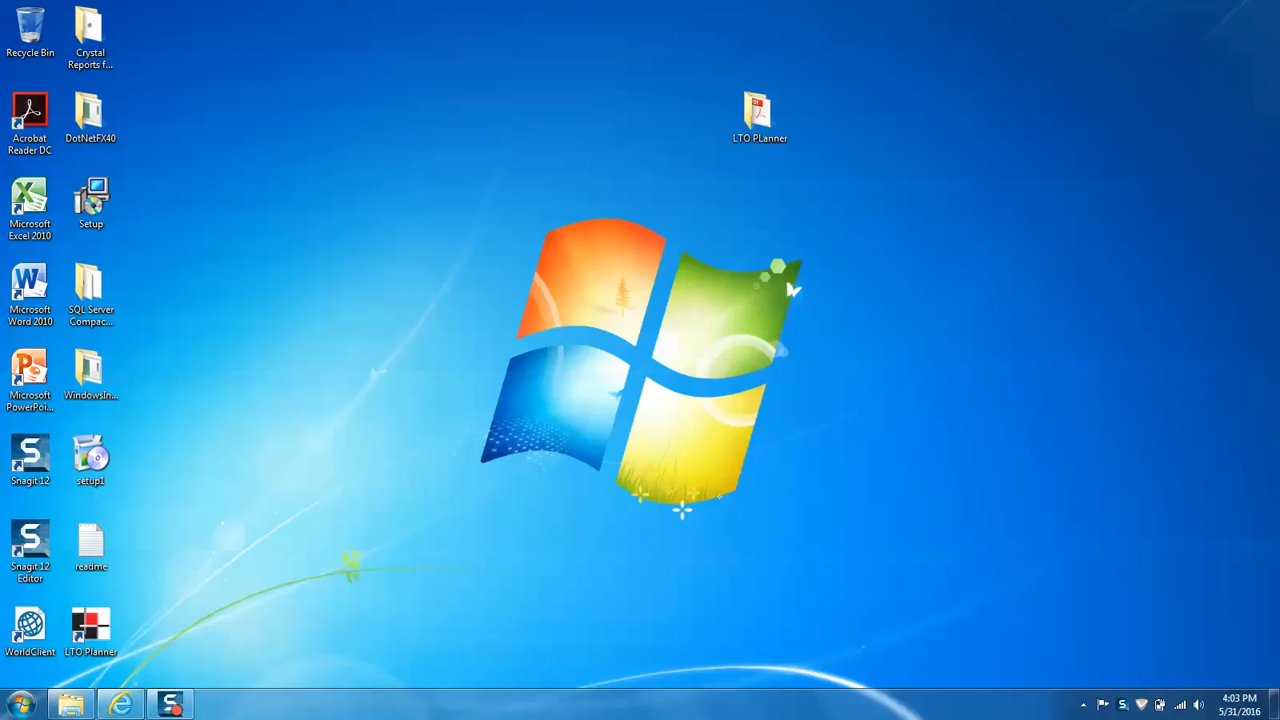 Recycle Bin
Crystal
Reports f...
LTO PLanner
Acrobat
Reader DC
DotNetFX40
Microsoft
Excel 2010
Setup
Microsoft
Word 2010
SQL Server
Compac...
Microsoft
PowerPoi...
WindowsIn...
Snagit 12
setup1
Snagit 12
Editor
readme
WorldClient
LTO Planner
4:03 PM
5/31/2016